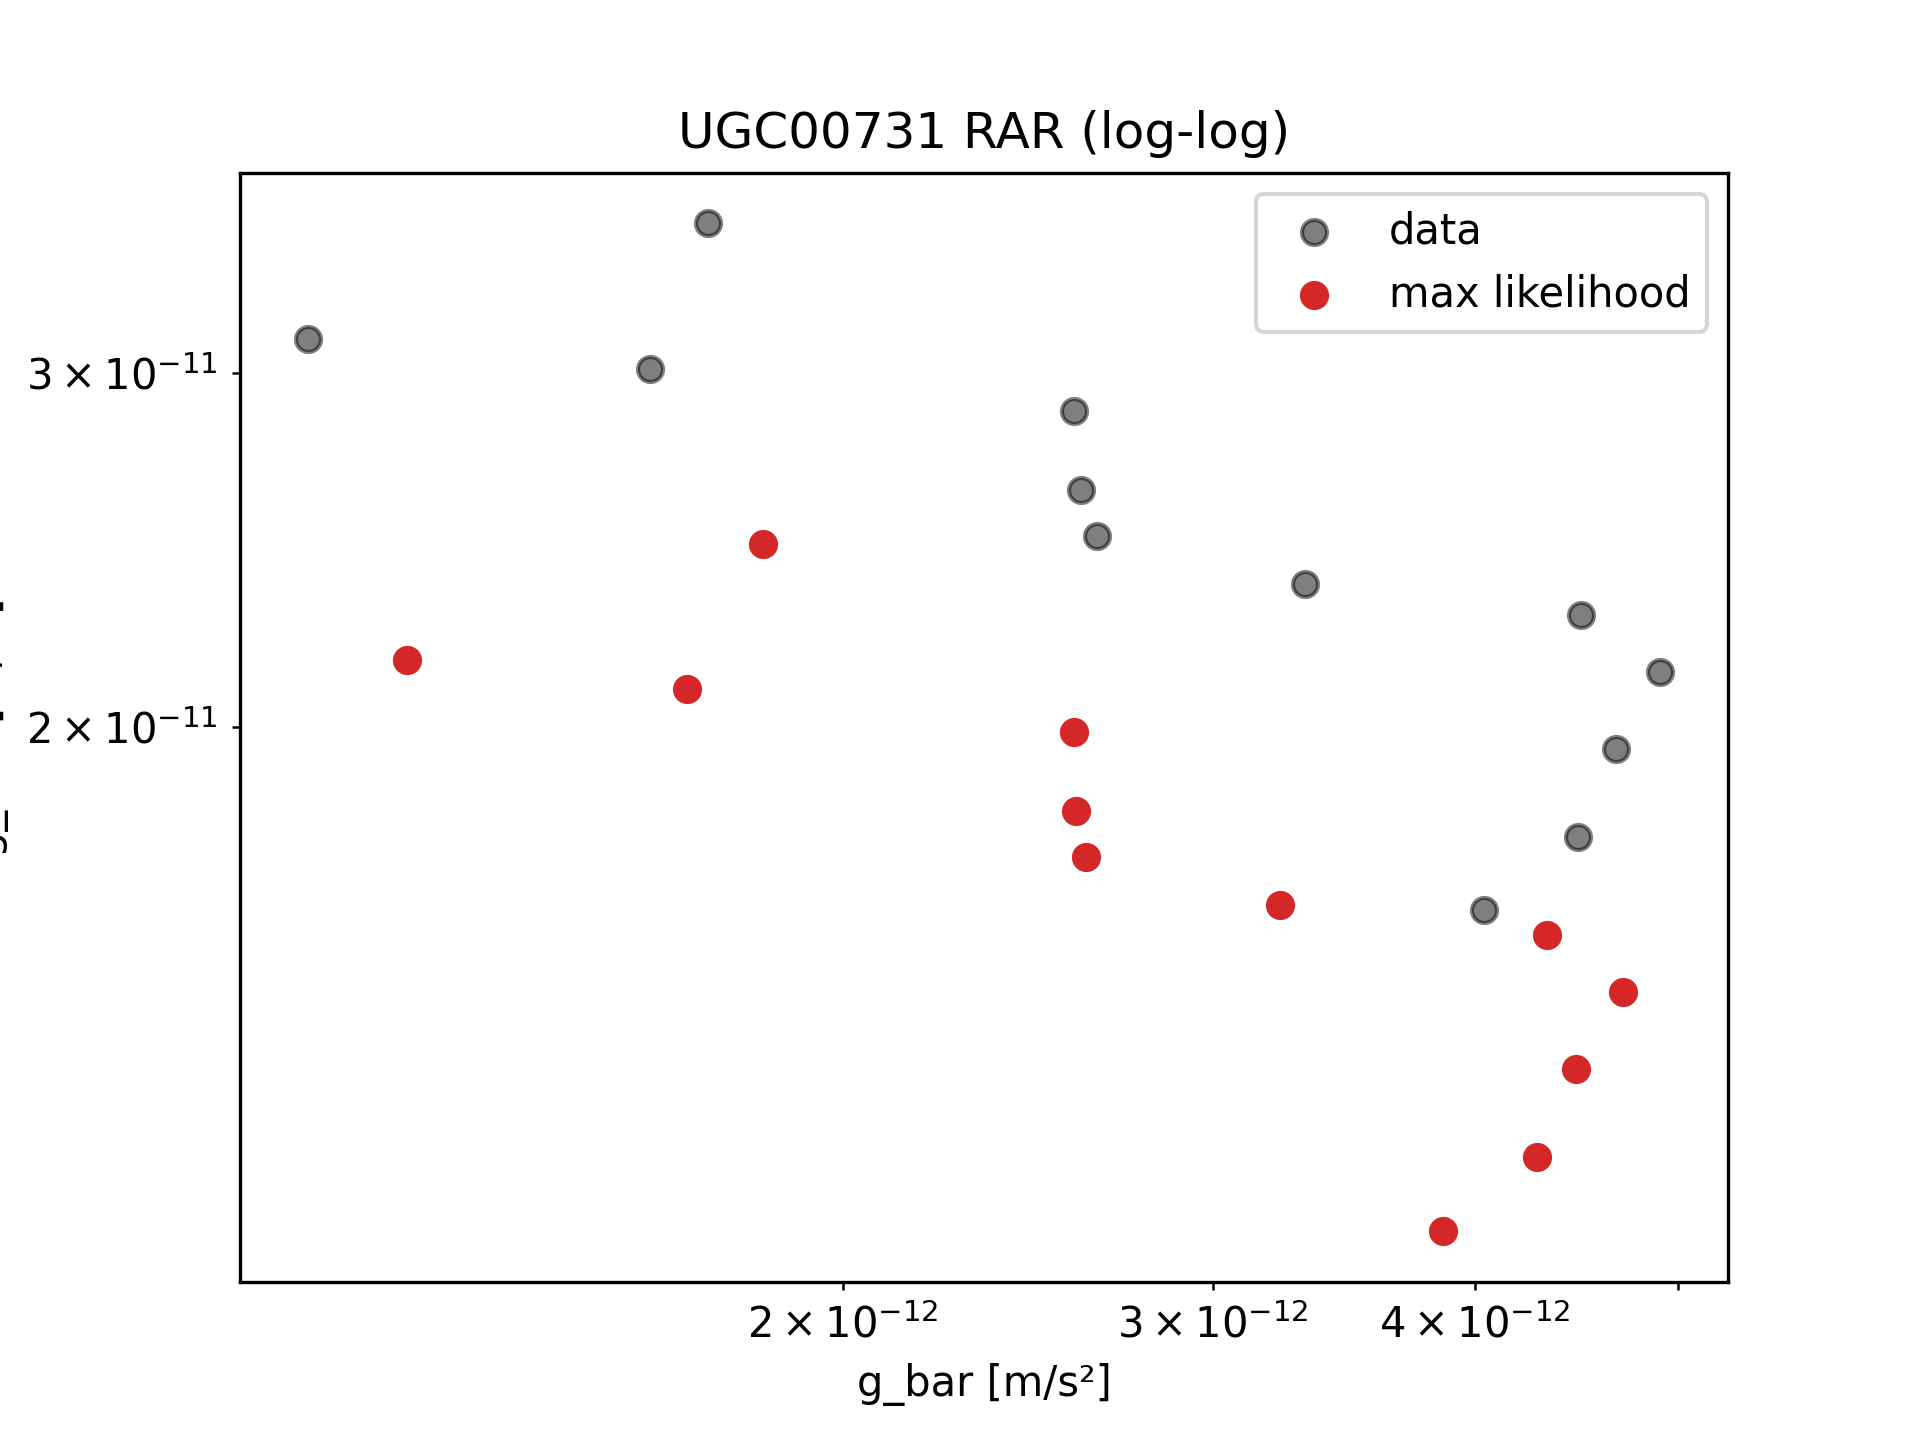 UGC00731 RAR (log-log)
data
max likelihood
3 × 10⁻¹¹
2 × 10⁻¹¹
2 × 10⁻¹² 3 × 10⁻¹² 4 × 10⁻¹²
g_bar [m/s²]